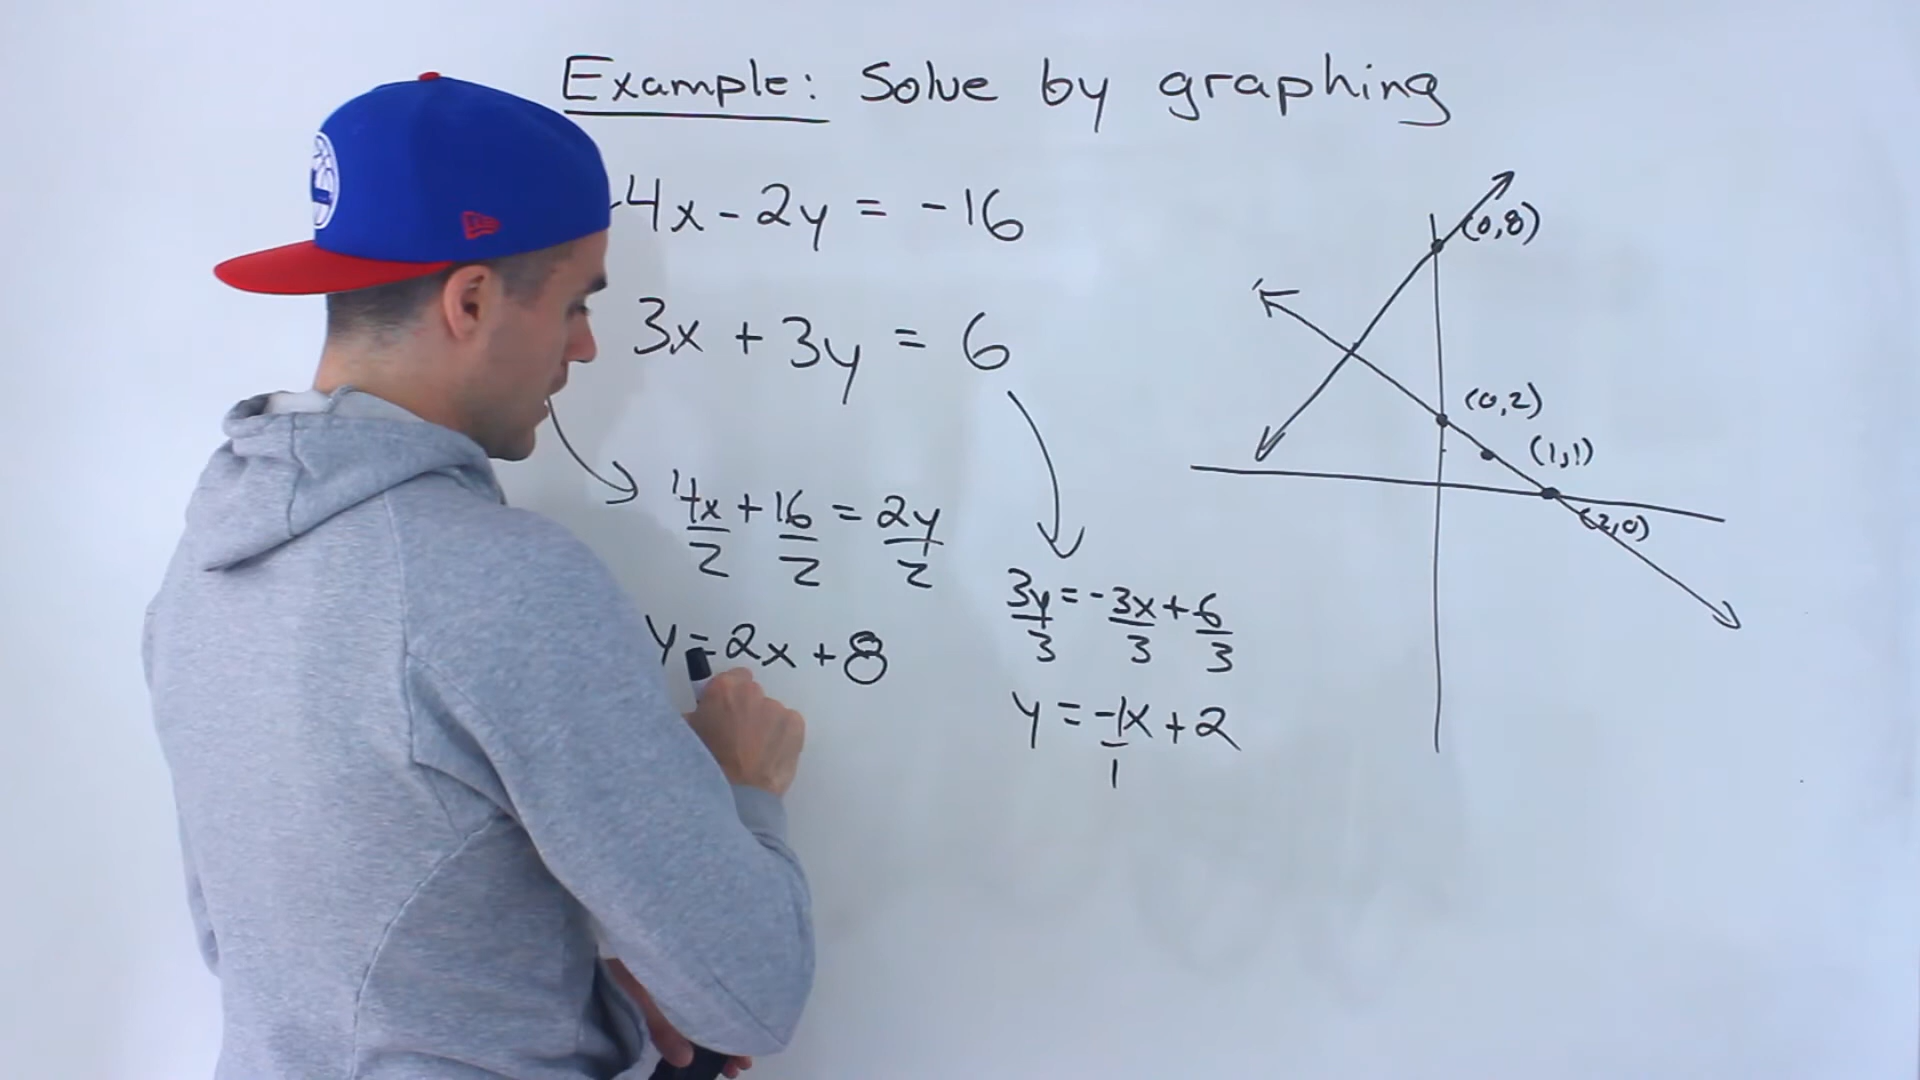 Example: Solve by graphing
4x - 2y = -16
3x + 3y = 6
4x/2 + 16/2 = 2y/2
y = 2x + 8
3y/3 = -3x/3 + 6/3
y = -1x/1 + 2
(0,8)
(0,2)
(1,1)
(2,0)